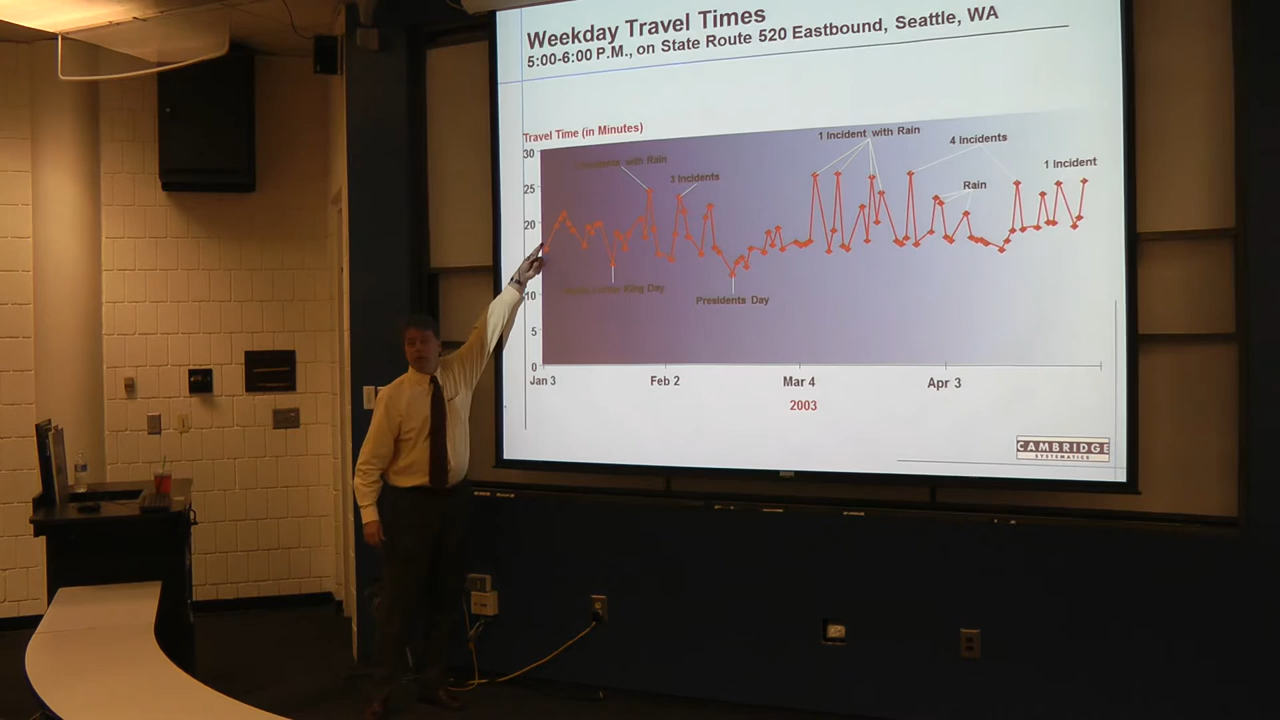 Weekday Travel Times
5:00-6:00 P.M., on State Route 520 Eastbound, Seattle, WA
Travel Time (in Minutes)
30
25
20
10
5
0
with Rain
3 Incidents
1 Incident with Rain
4 Incidents
1 Incident
Rain
King Day
Presidents Day
Jan 3
Feb 2
Mar 4
Apr 3
2003
CAMBRIDGE
SYSTEMATICS